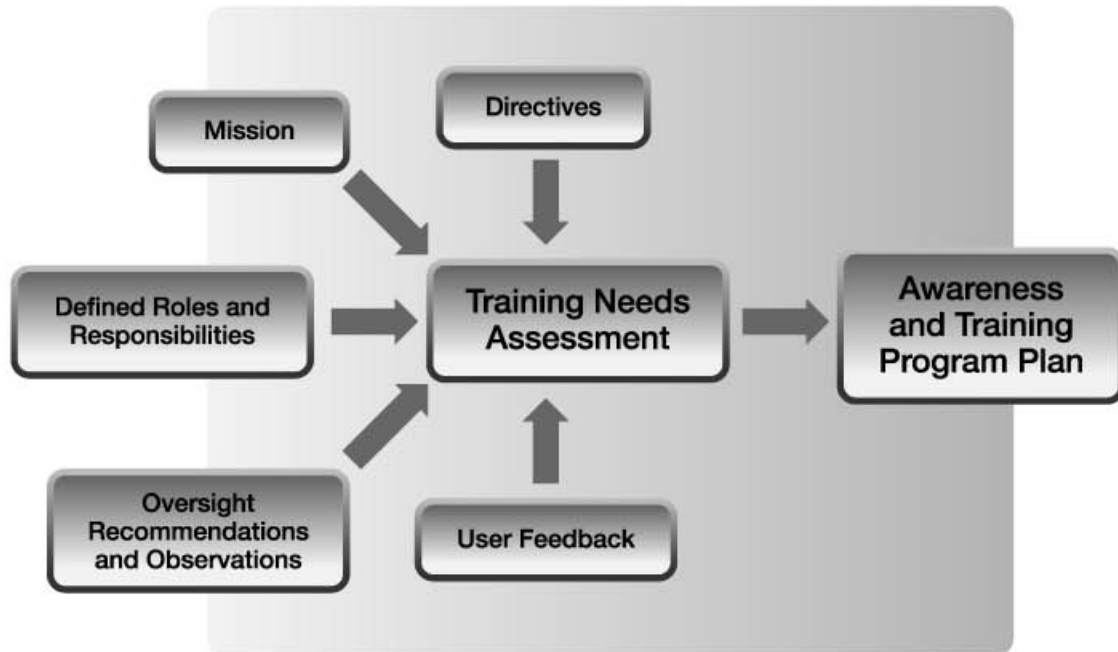 Mission
Directives
Defined Roles and
Responsibilities
Training Needs
Assessment
Awareness
and Training
Program Plan
Oversight
Recommendations
and Observations
User Feedback